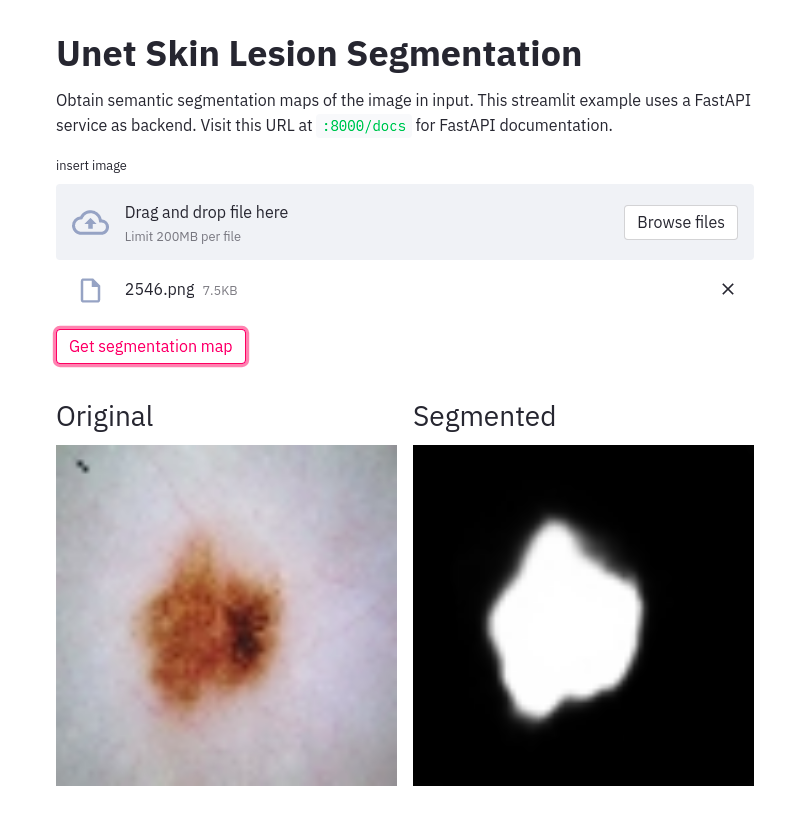 Unet Skin Lesion Segmentation
Obtain semantic segmentation maps of the image in input. This streamlit example uses a FastAPI
service as backend. Visit this URL at :8000/docs for FastAPI documentation.
insert image
Drag and drop file here
Limit 200MB per file
Browse files
2546.png 7.5KB
Get segmentation map
Original
Segmented